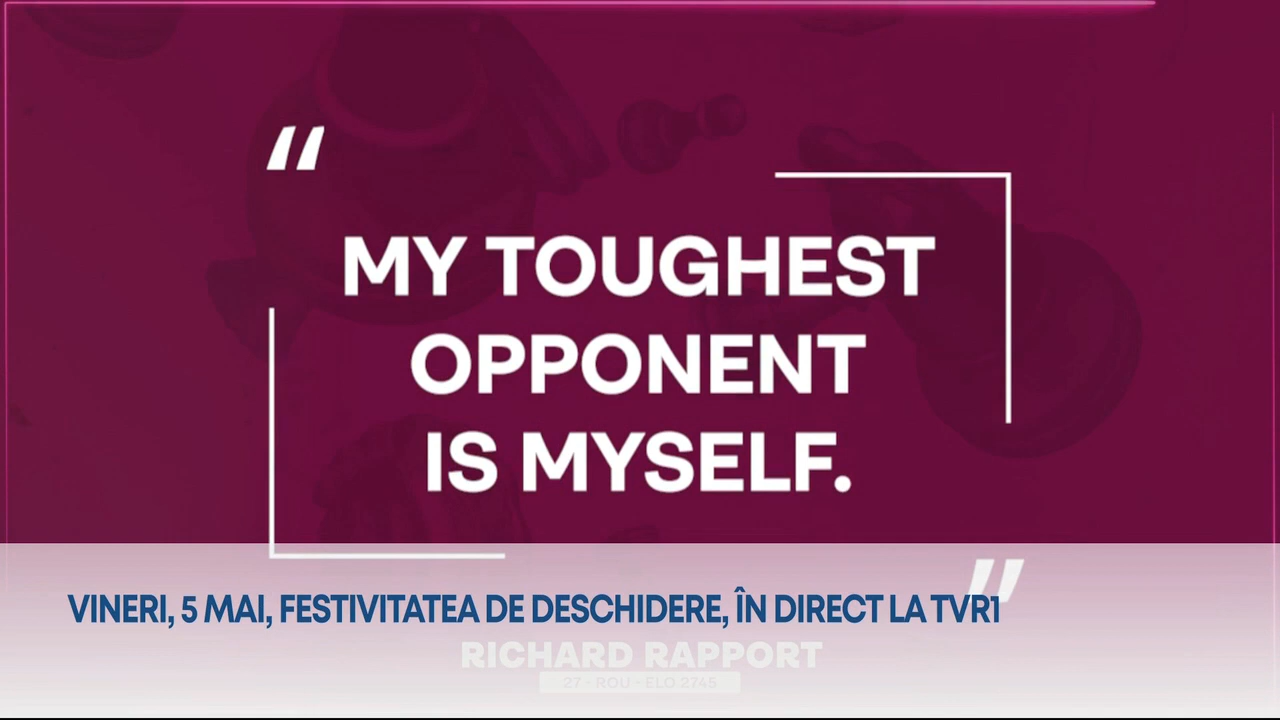 “
MY TOUGHEST
OPPONENT
IS MYSELF.
”
VINERI, 5 MAI, FESTIVITATEA DE DESCHIDERE, ÎN DIRECT LA TVR1
RICHARD RAPPORT
27 - ROU - ELO 2745